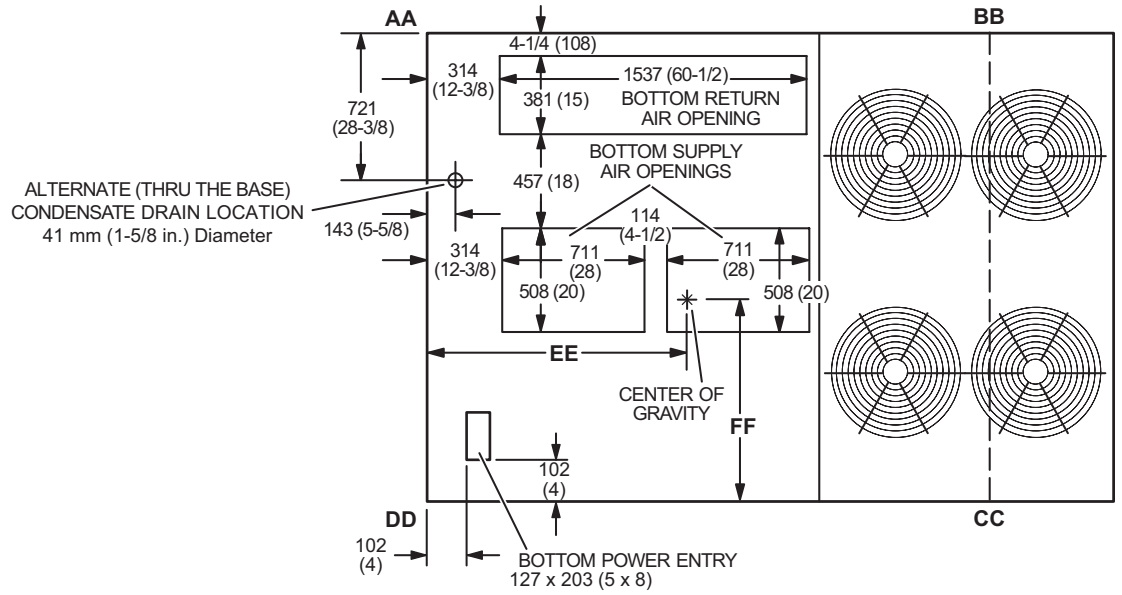 AA
BB
4-1/4 (108)
314
(12-3/8)
1537 (60-1/2)
721
(28-3/8)
381 (15)
BOTTOM RETURN
AIR OPENING
BOTTOM SUPPLY
AIR OPENINGS
457 (18)
ALTERNATE (THRU THE BASE)
CONDENSATE DRAIN LOCATION
41 mm (1-5/8 in.) Diameter
143 (5-5/8)
114
(4-1/2)
314
(12-3/8)
711
(28)
711
(28)
508 (20)
508 (20)
EE
CENTER OF
GRAVITY
FF
102
(4)
DD
CC
102
(4)
BOTTOM POWER ENTRY
127 x 203 (5 x 8)